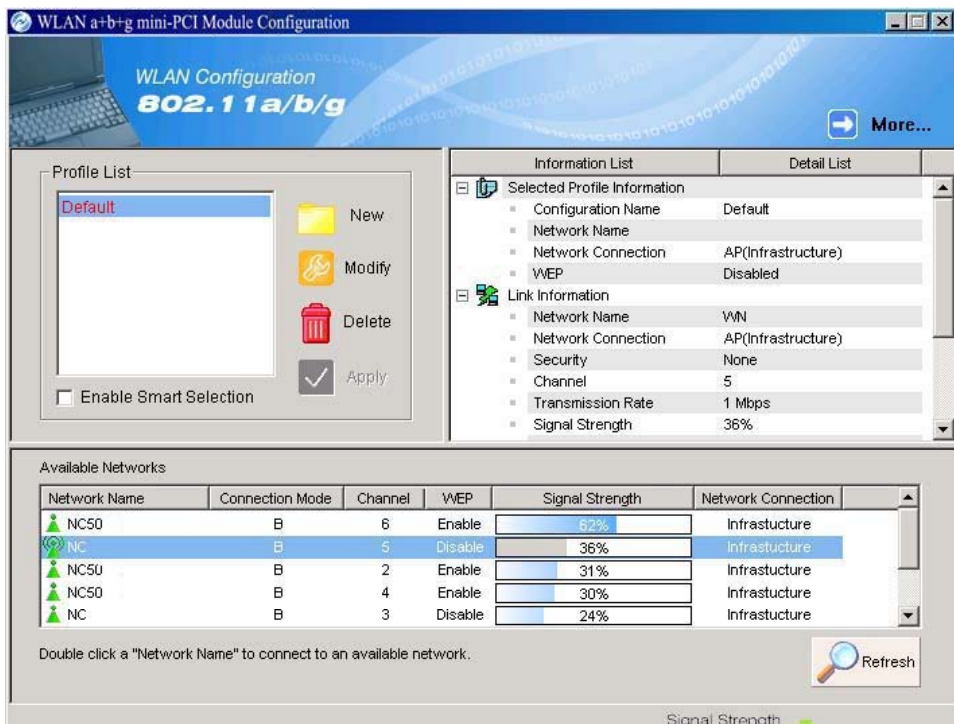 WLAN a+b+g mini-PCI Module Configuration
WLAN Configuration
802.11a/b/g
More...
Profile List
Default
New
Modify
Delete
Apply
Enable Smart Selection
Information List Detail List
Selected Profile Information
Configuration Name Default
Network Name
Network Connection AP(Infrastructure)
WEP Disabled
Link Information
Network Name WN
Network Connection AP(Infrastructure)
Security None
Channel 5
Transmission Rate 1 Mbps
Signal Strength 36%
Available Networks
Network Name Connection Mode Channel WEP Signal Strength Network Connection
NC50 B 6 Enable 62% Infrastucture
NC B 5 Disable 36% Infrastucture
NC50 B 2 Enable 31% Infrastucture
NC50 B 4 Enable 30% Infrastucture
NC B 3 Disable 24% Infrastucture
Double click a "Network Name" to connect to an available network.
Refresh
Signal Strength